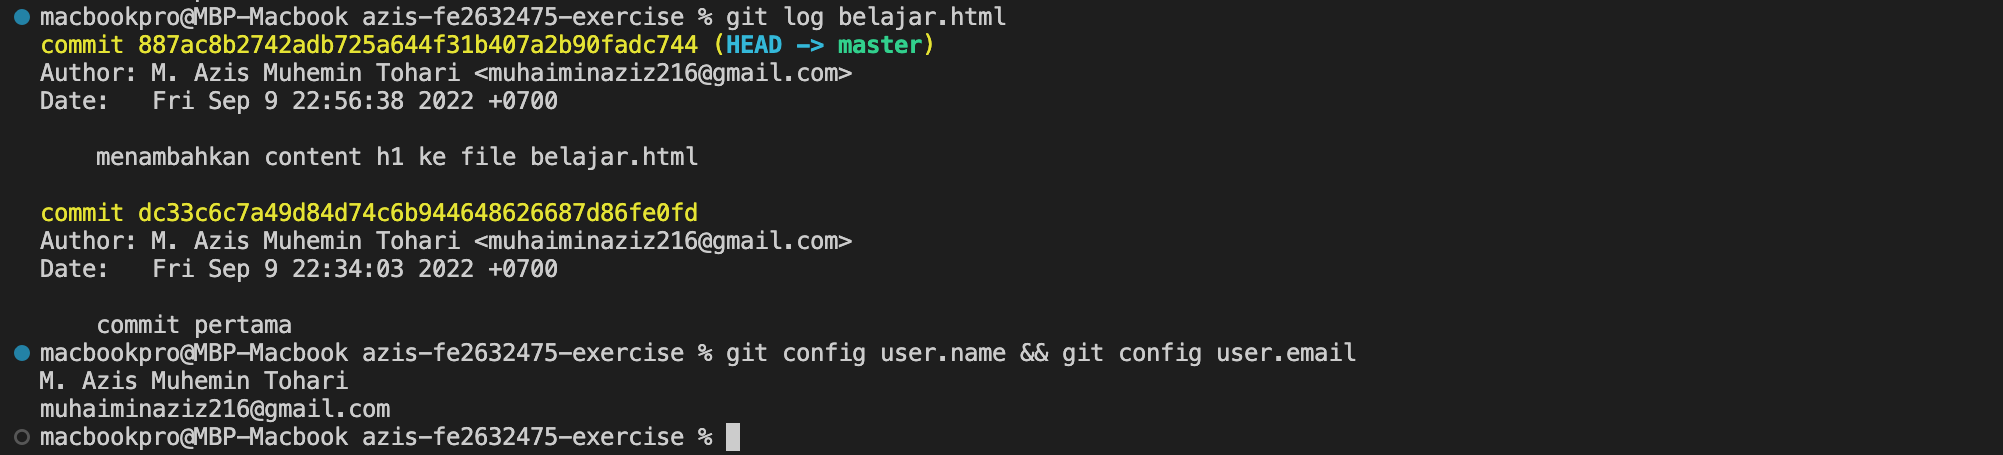 macbookpro@MBP-Macbook azis-fe2632475-exercise % git log belajar.html
commit 887ac8b2742adb725a644f31b407a2b90fadc744 (HEAD -> master)
Author: M. Azis Muhemin Tohari <muhaiminaziz216@gmail.com>
Date:   Fri Sep 9 22:56:38 2022 +0700
menambahkan content h1 ke file belajar.html
commit dc33c6c7a49d84d74c6b944648626687d86fe0fd
Author: M. Azis Muhemin Tohari <muhaiminaziz216@gmail.com>
Date:   Fri Sep 9 22:34:03 2022 +0700
commit pertama
macbookpro@MBP-Macbook azis-fe2632475-exercise % git config user.name && git config user.email
M. Azis Muhemin Tohari
muhaiminaziz216@gmail.com
macbookpro@MBP-Macbook azis-fe2632475-exercise %